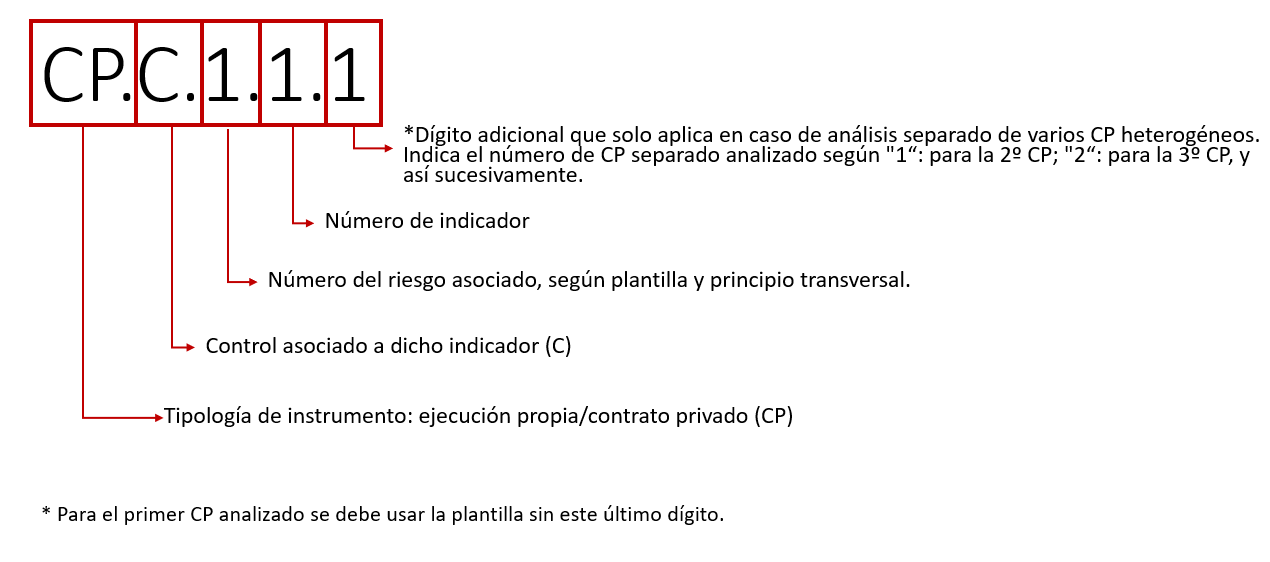 CP.C.1.1.1
*Dígito adicional que solo aplica en caso de análisis separado de varios CP heterogéneos.
Indica el número de CP separado analizado según "1“: para la 2º CP; "2“: para la 3º CP, y
así sucesivamente.
Número de indicador
Número del riesgo asociado, según plantilla y principio transversal.
Control asociado a dicho indicador (C)
Tipología de instrumento: ejecución propia/contrato privado (CP)
* Para el primer CP analizado se debe usar la plantilla sin este último dígito.